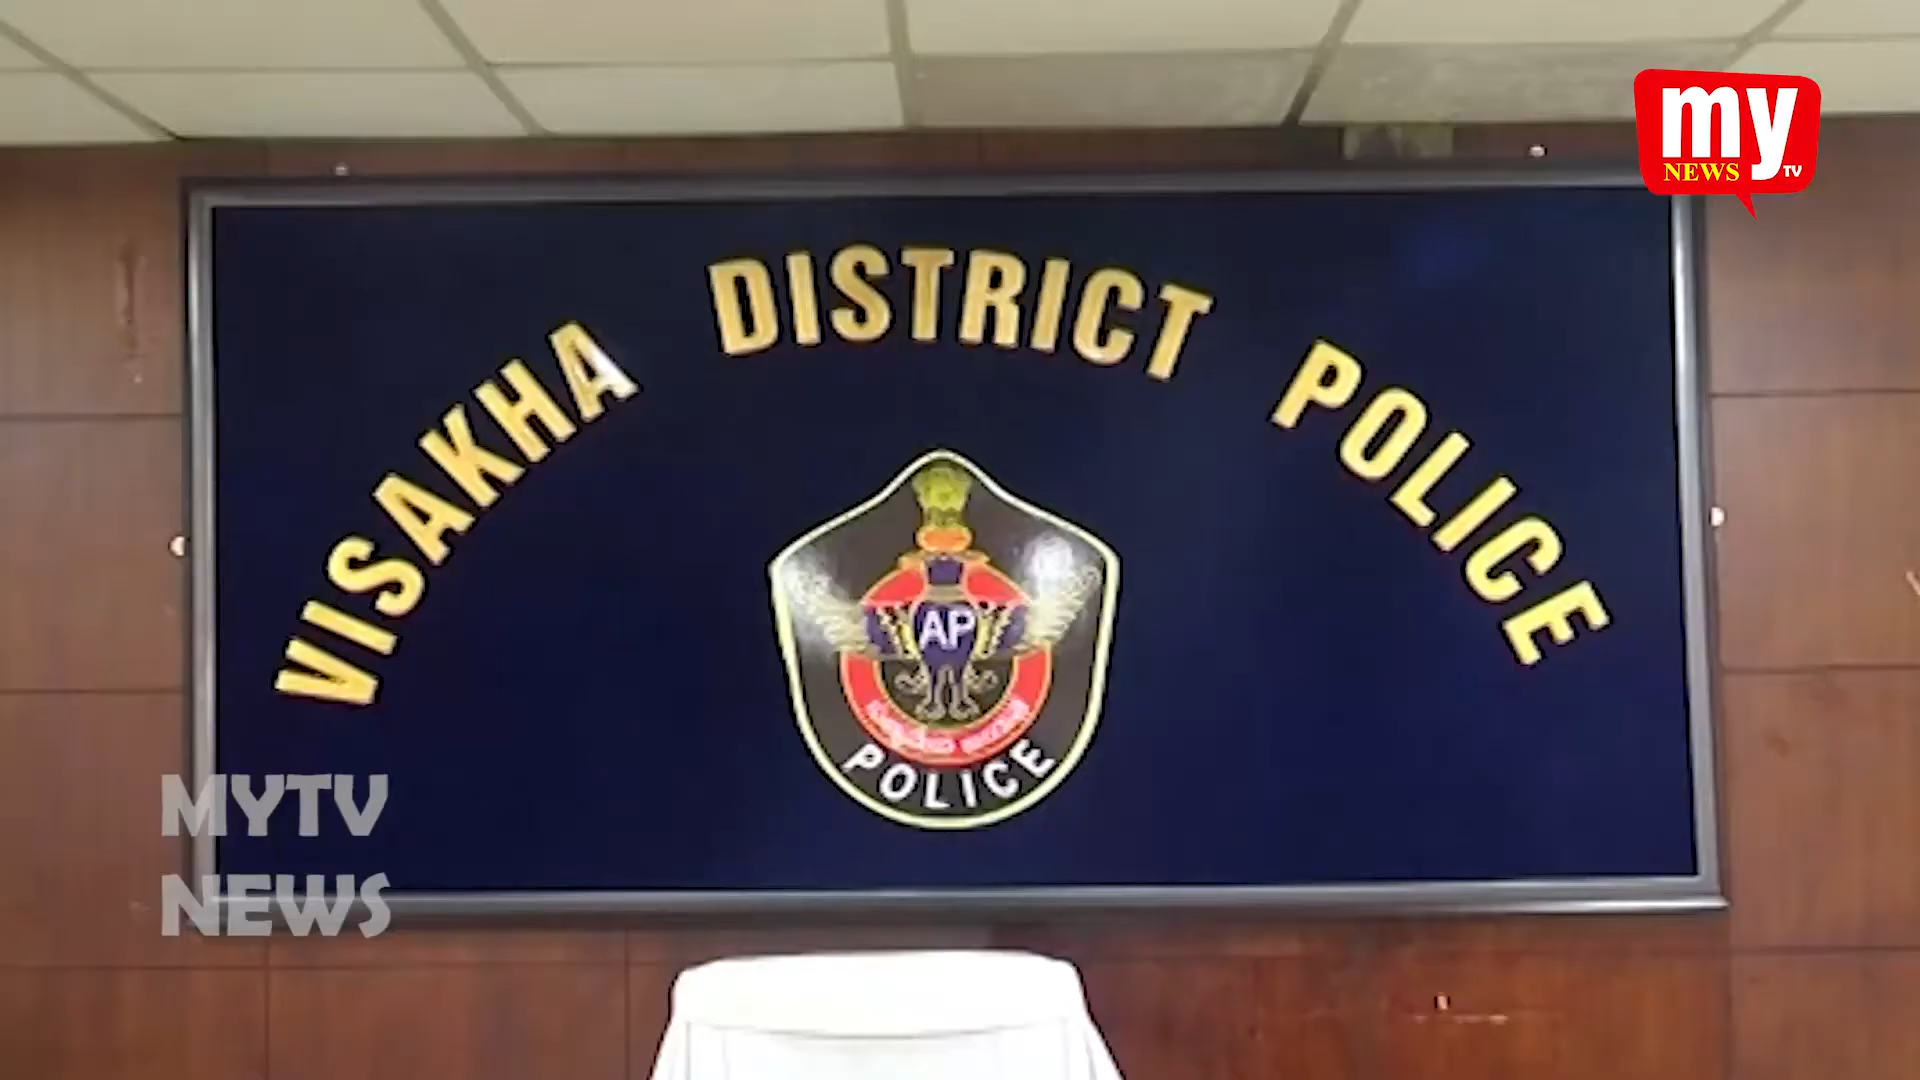 my
NEWS TV
VISAKHA DISTRICT POLICE
AP
POLICE
MYTV
NEWS